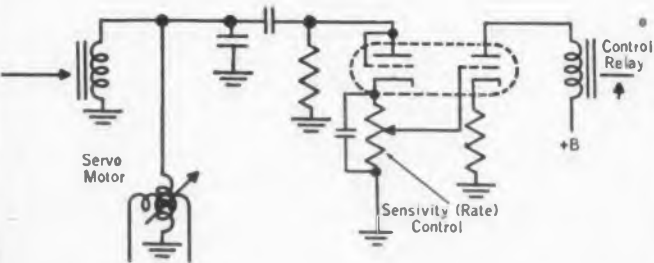 Control
Relay
+B
Servo
Motor
Sensivity (Rate)
Control